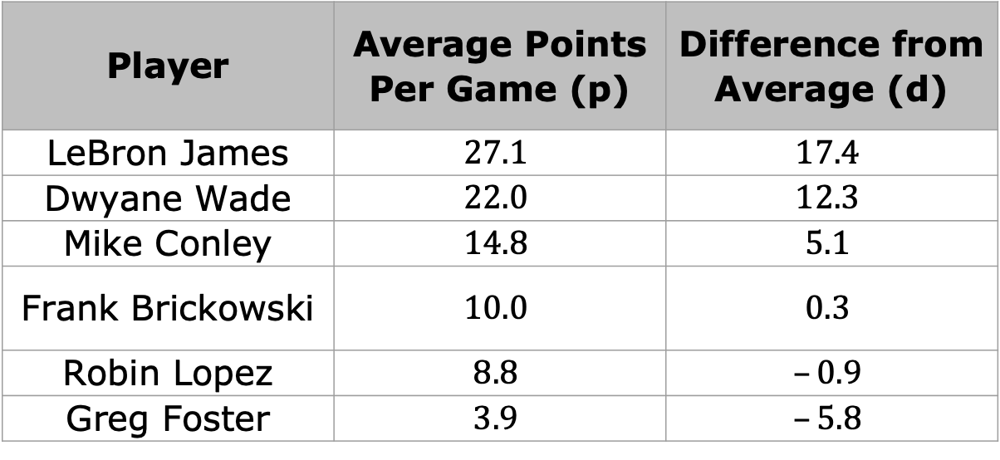 Player Average Points Per Game (p) Difference from Average (d)
LeBron James 27.1 17.4
Dwyane Wade 22.0 12.3
Mike Conley 14.8 5.1
Frank Brickowski 10.0 0.3
Robin Lopez 8.8 – 0.9
Greg Foster 3.9 – 5.8